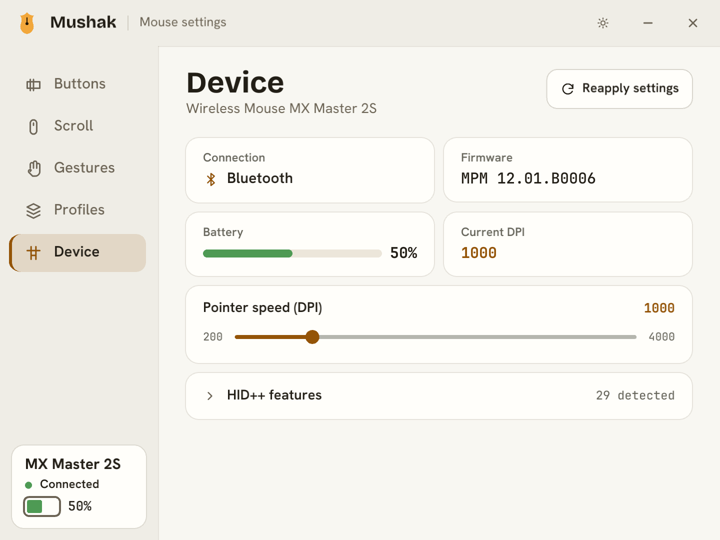 Mushak
Mouse settings
Buttons
Scroll
Gestures
Profiles
Device
MX Master 2S
Connected
50%
Device
Wireless Mouse MX Master 2S
Reapply settings
Connection
Bluetooth
Firmware
MPM 12.01.B0006
Battery
50%
Current DPI
1000
Pointer speed (DPI)
1000
200
4000
HID++ features
29 detected